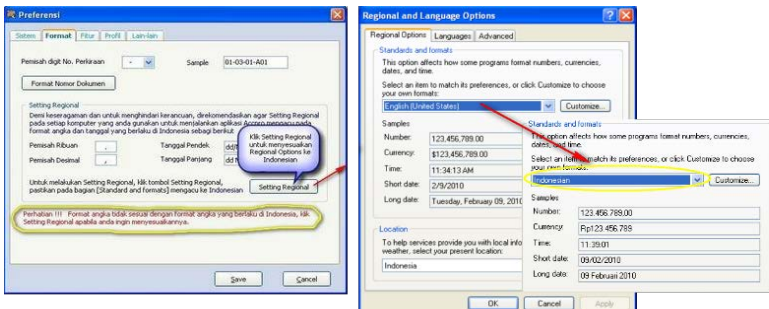 Preferensi
Sistem Format Fitur Profil Lain-lain
Pemisah digit No. Perkiraan - Sample 01-03-01-A01
Format Nomor Dokumen
Setting Regional
Demi keseragaman dan untuk menghindari kerancuan, direkomendasikan agar Setting Regional
pada setiap komputer yang anda gunakan untuk menjalankan aplikasi Accpro mengacu pada
format angka dan tanggal yang berlaku di Indonesia sebagai berikut
Pemisah Ribuan . Tanggal Pendek
Pemisah Desimal , Tanggal Panjang
Klik Setting Regional
untuk menyesuaikan
Regional Options ke
Indonesian
Untuk melakukan Setting Regional, klik tombol Setting Regional,
pastikan pada bagian [Standard and formats] mengacu ke Indonesian
Setting Regional
Perhatian !!! Format angka tidak sesuai dengan format angka yang berlaku di Indonesia, klik
Setting Regional apabila anda ingin menyesuaikannya.
Save Cancel
Regional and Language Options
Regional Options Languages Advanced
Standards and formats
This option affects how some programs format numbers, currencies,
dates, and time.
Select an item to match its preferences, or click Customize to choose
your own formats:
English (United States) Customize...
Samples
Number: 123,456,789.00
Currency: $123,456,789.00
Time: 11:34:13 AM
Short date: 2/9/2010
Long date: Tuesday, February 09, 2010
Location
To help services provide you with local info
weather, select your present location:
Indonesia
OK Cancel Apply
Standards and formats
This option affects how some programs format numbers, currencies,
dates, and time.
Select an item to match its preferences, or click Customize to choose
your own formats:
Indonesian Customize...
Samples
Number: 123.456.789,00
Currency: Rp123.456.789
Time: 11:39:01
Short date: 09/02/2010
Long date: 09 Februari 2010